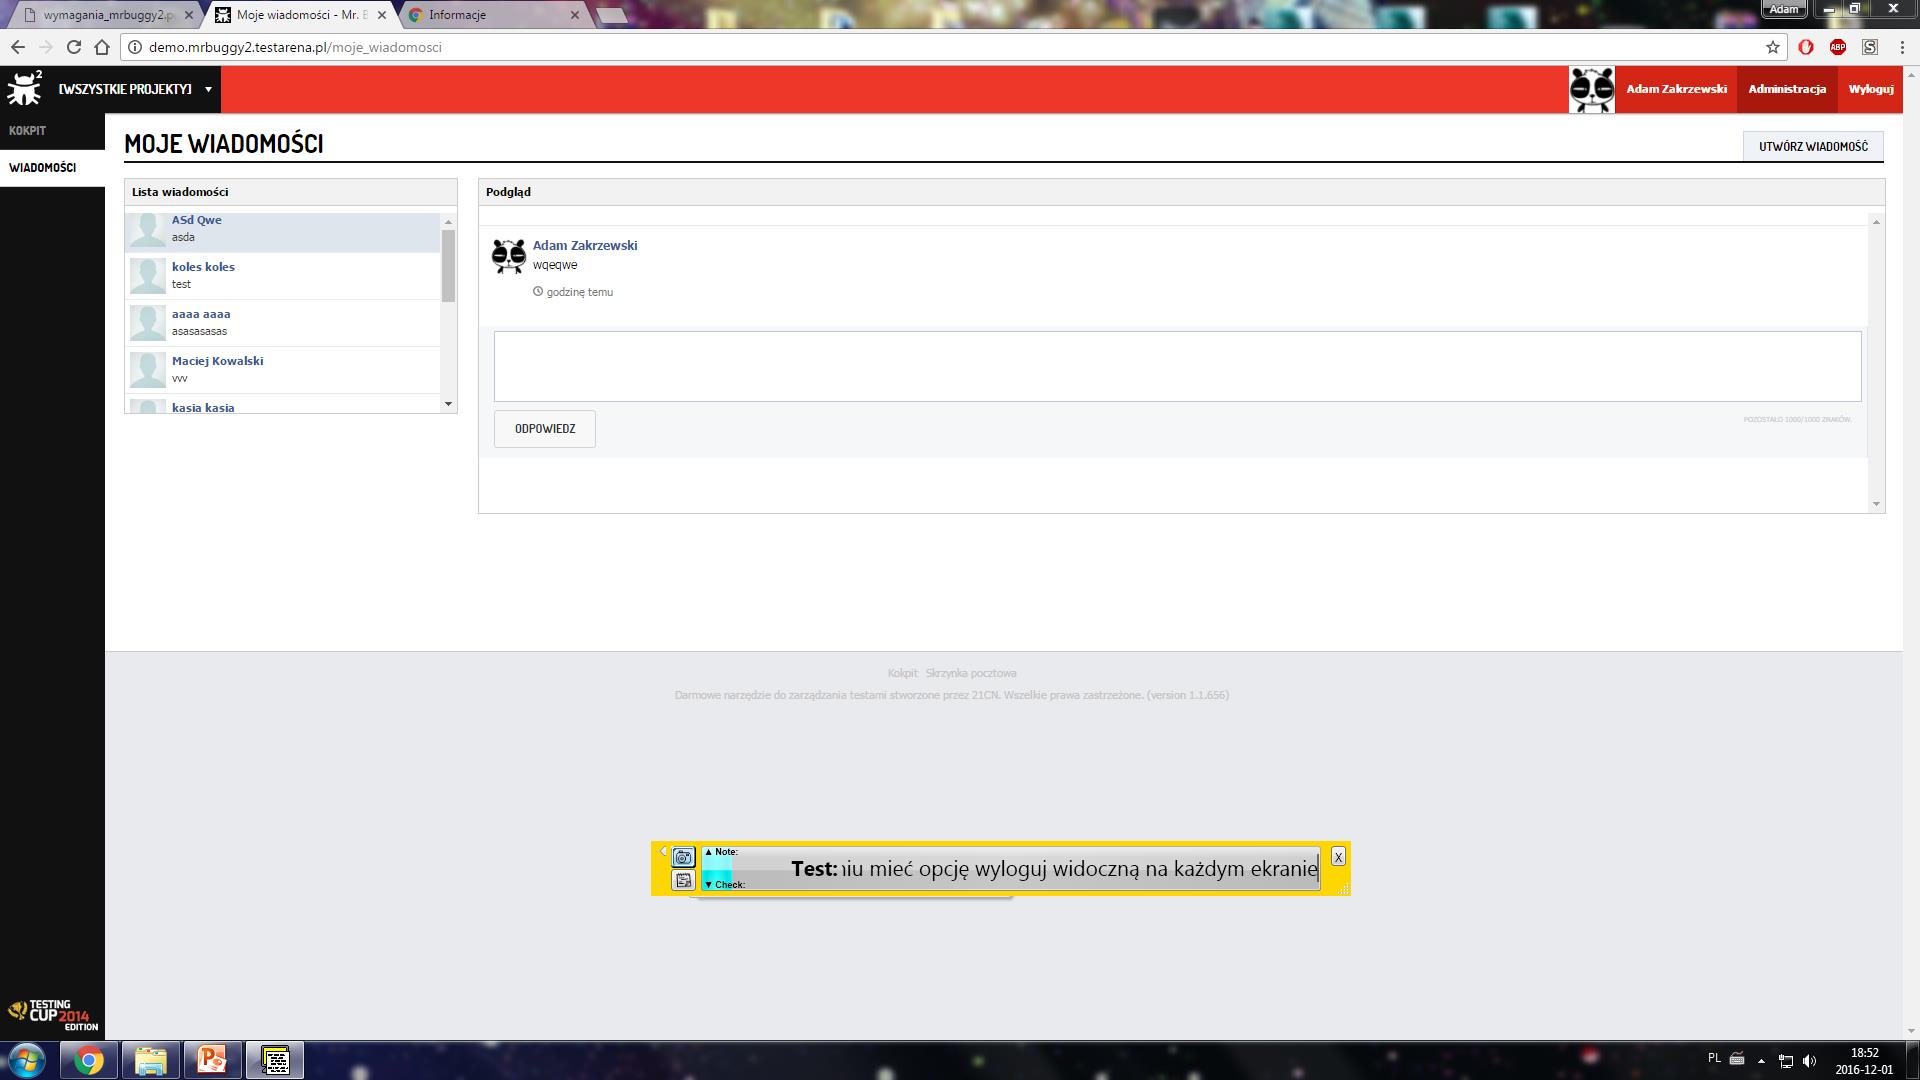 wymagania_mrbuggy2.p
Moje wiadomości - Mr. B
Informacje
Adam
demo.mrbuggy2.testarena.pl/moje_wiadomosci
ABP
S
2
[WSZYSTKIE PROJEKTY]
Adam Zakrzewski
Administracja
Wyloguj
KOKPIT
WIADOMOŚCI
MOJE WIADOMOŚCI
UTWÓRZ WIADOMOŚĆ
Lista wiadomości
ASd Qwe
asda
koles koles
test
aaaa aaaa
asasasasas
Maciej Kowalski
vvv
kasia kasia
Podgląd
Adam Zakrzewski
wqeqwe
godzinę temu
ODPOWIEDZ
POZOSTAŁO 1000/1000 ZNAKÓW.
Kokpit Skrzynka pocztowa
Darmowe narzędzie do zarządzania testami stworzone przez 21CN. Wszelkie prawa zastrzeżone. (version 1.1.656)
▲ Note:
Test: niu mieć opcję wyloguj widoczną na każdym ekranie
▼ Check:
X
TESTING
CUP 2014
EDITION
PL
18:52
2016-12-01